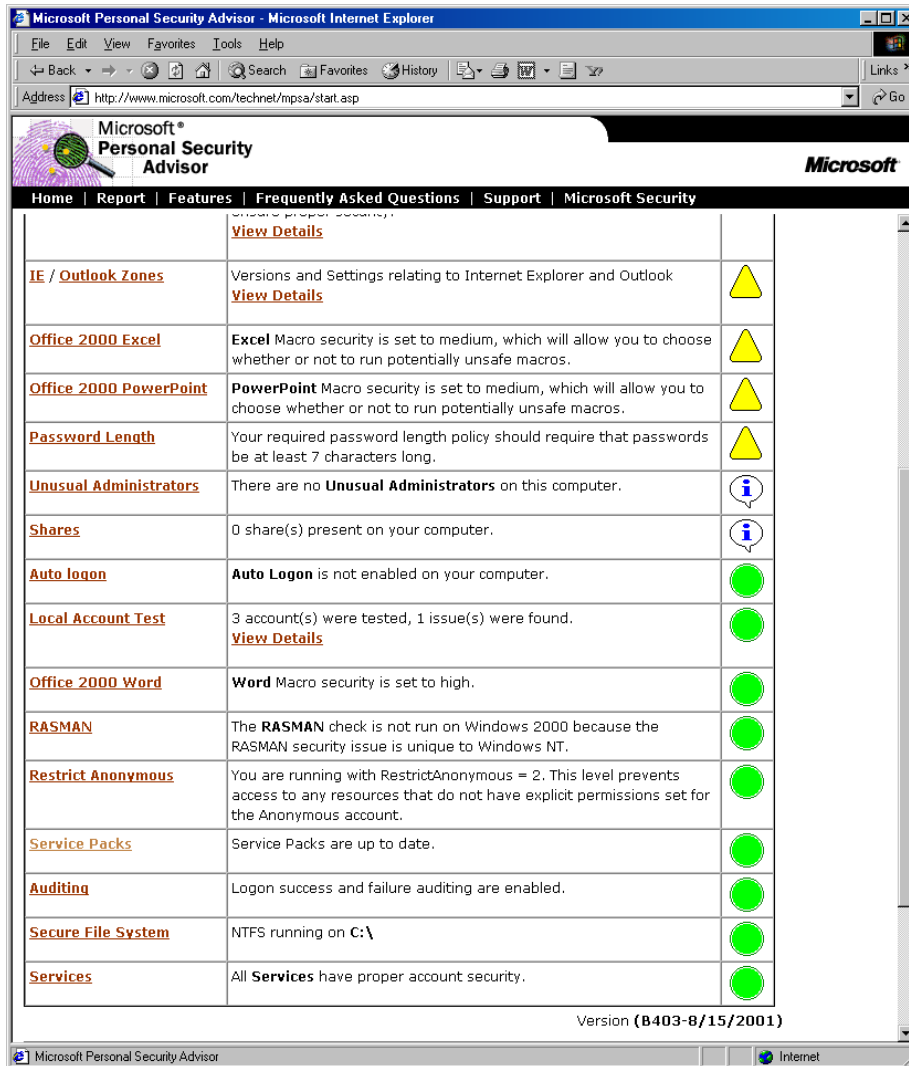 Microsoft Personal Security Advisor - Microsoft Internet Explorer
File Edit View Favorites Tools Help
Back Search Favorites History Links
Address http://www.microsoft.com/technet/mpsa/start.asp Go
Microsoft®
Personal Security
Advisor
Microsoft
Home | Report | Features | Frequently Asked Questions | Support | Microsoft Security
View Details
IE / Outlook Zones Versions and Settings relating to Internet Explorer and Outlook
View Details
Office 2000 Excel Excel Macro security is set to medium, which will allow you to choose
whether or not to run potentially unsafe macros.
Office 2000 PowerPoint PowerPoint Macro security is set to medium, which will allow you to
choose whether or not to run potentially unsafe macros.
Password Length Your required password length policy should require that passwords
be at least 7 characters long.
Unusual Administrators There are no Unusual Administrators on this computer.
Shares 0 share(s) present on your computer.
Auto logon Auto Logon is not enabled on your computer.
Local Account Test 3 account(s) were tested, 1 issue(s) were found.
View Details
Office 2000 Word Word Macro security is set to high.
RASMAN The RASMAN check is not run on Windows 2000 because the
RASMAN security issue is unique to Windows NT.
Restrict Anonymous You are running with RestrictAnonymous = 2. This level prevents
access to any resources that do not have explicit permissions set for
the Anonymous account.
Service Packs Service Packs are up to date.
Auditing Logon success and failure auditing are enabled.
Secure File System NTFS running on C:\
Services All Services have proper account security.
Version (B403-8/15/2001)
Microsoft Personal Security Advisor Internet